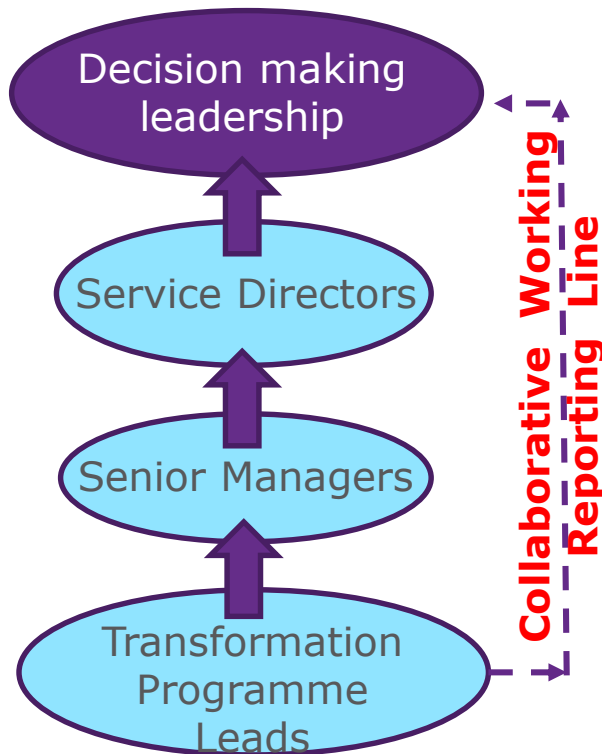 Decision making
leadership
Service Directors
Senior Managers
Transformation
Programme
Leads
Collaborative Working
Reporting Line